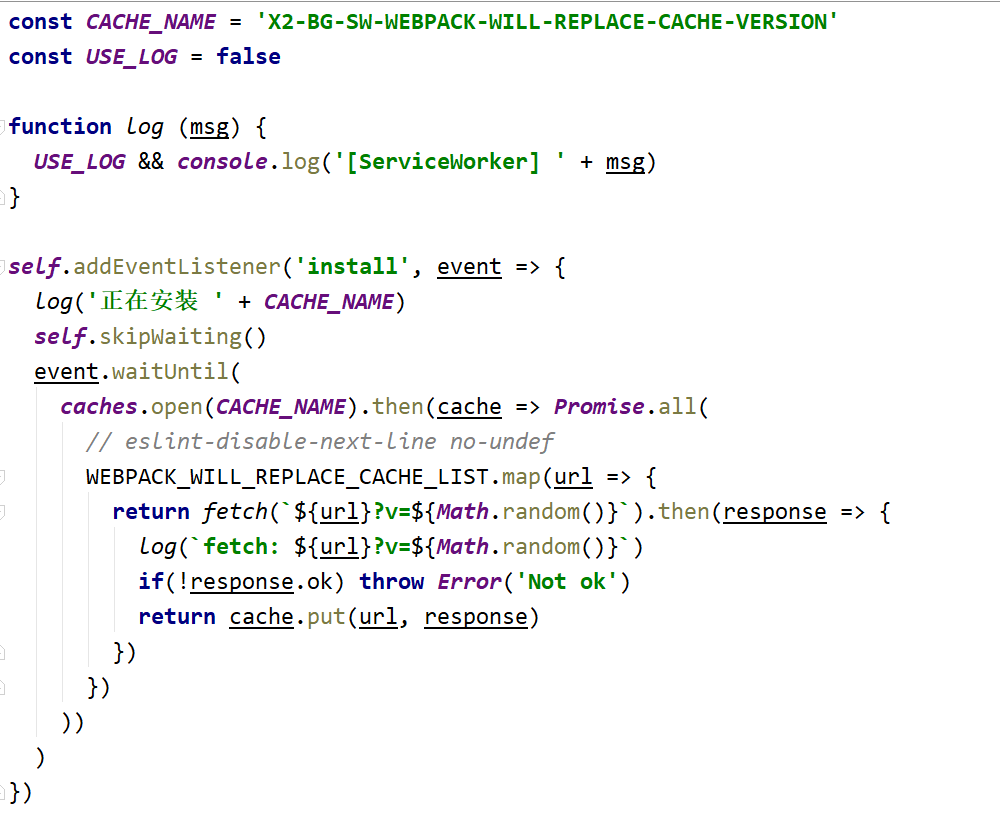 const CACHE_NAME = 'X2-BG-SW-WEBPACK-WILL-REPLACE-CACHE-VERSION'
const USE_LOG = false
function log (msg) {
USE_LOG && console.log('[ServiceWorker] ' + msg)
}
self.addEventListener('install', event => {
log('正在安装 ' + CACHE_NAME)
self.skipWaiting()
event.waitUntil(
caches.open(CACHE_NAME).then(cache => Promise.all(
// eslint-disable-next-line no-undef
WEBPACK_WILL_REPLACE_CACHE_LIST.map(url => {
return fetch(`${url}?v=${Math.random()}`).then(response => {
log(`fetch: ${url}?v=${Math.random()}`)
if(!response.ok) throw Error('Not ok')
return cache.put(url, response)
})
})
))
)
})